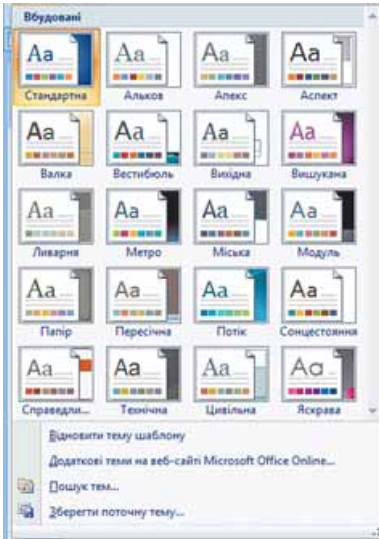 Вбудовані
Aa Aa Aa Aa
Стандартна Альков Апекс Аспект
Aa Aa Aa Aa
Валка Вестибюль Вихідна Вишукана
Aa Aa Aa Aa
Ливарня Метро Міська Модуль
Aa Aa Aa Aa
Папір Пересічна Потік Сонцестояння
Aa Aa Aa Aa
Справедли... Технічна Цивільна Яскрава
Відновити тему шаблону
Додаткові теми на веб-сайті Microsoft Office Online...
Пошук тем...
Зберегти поточну тему...